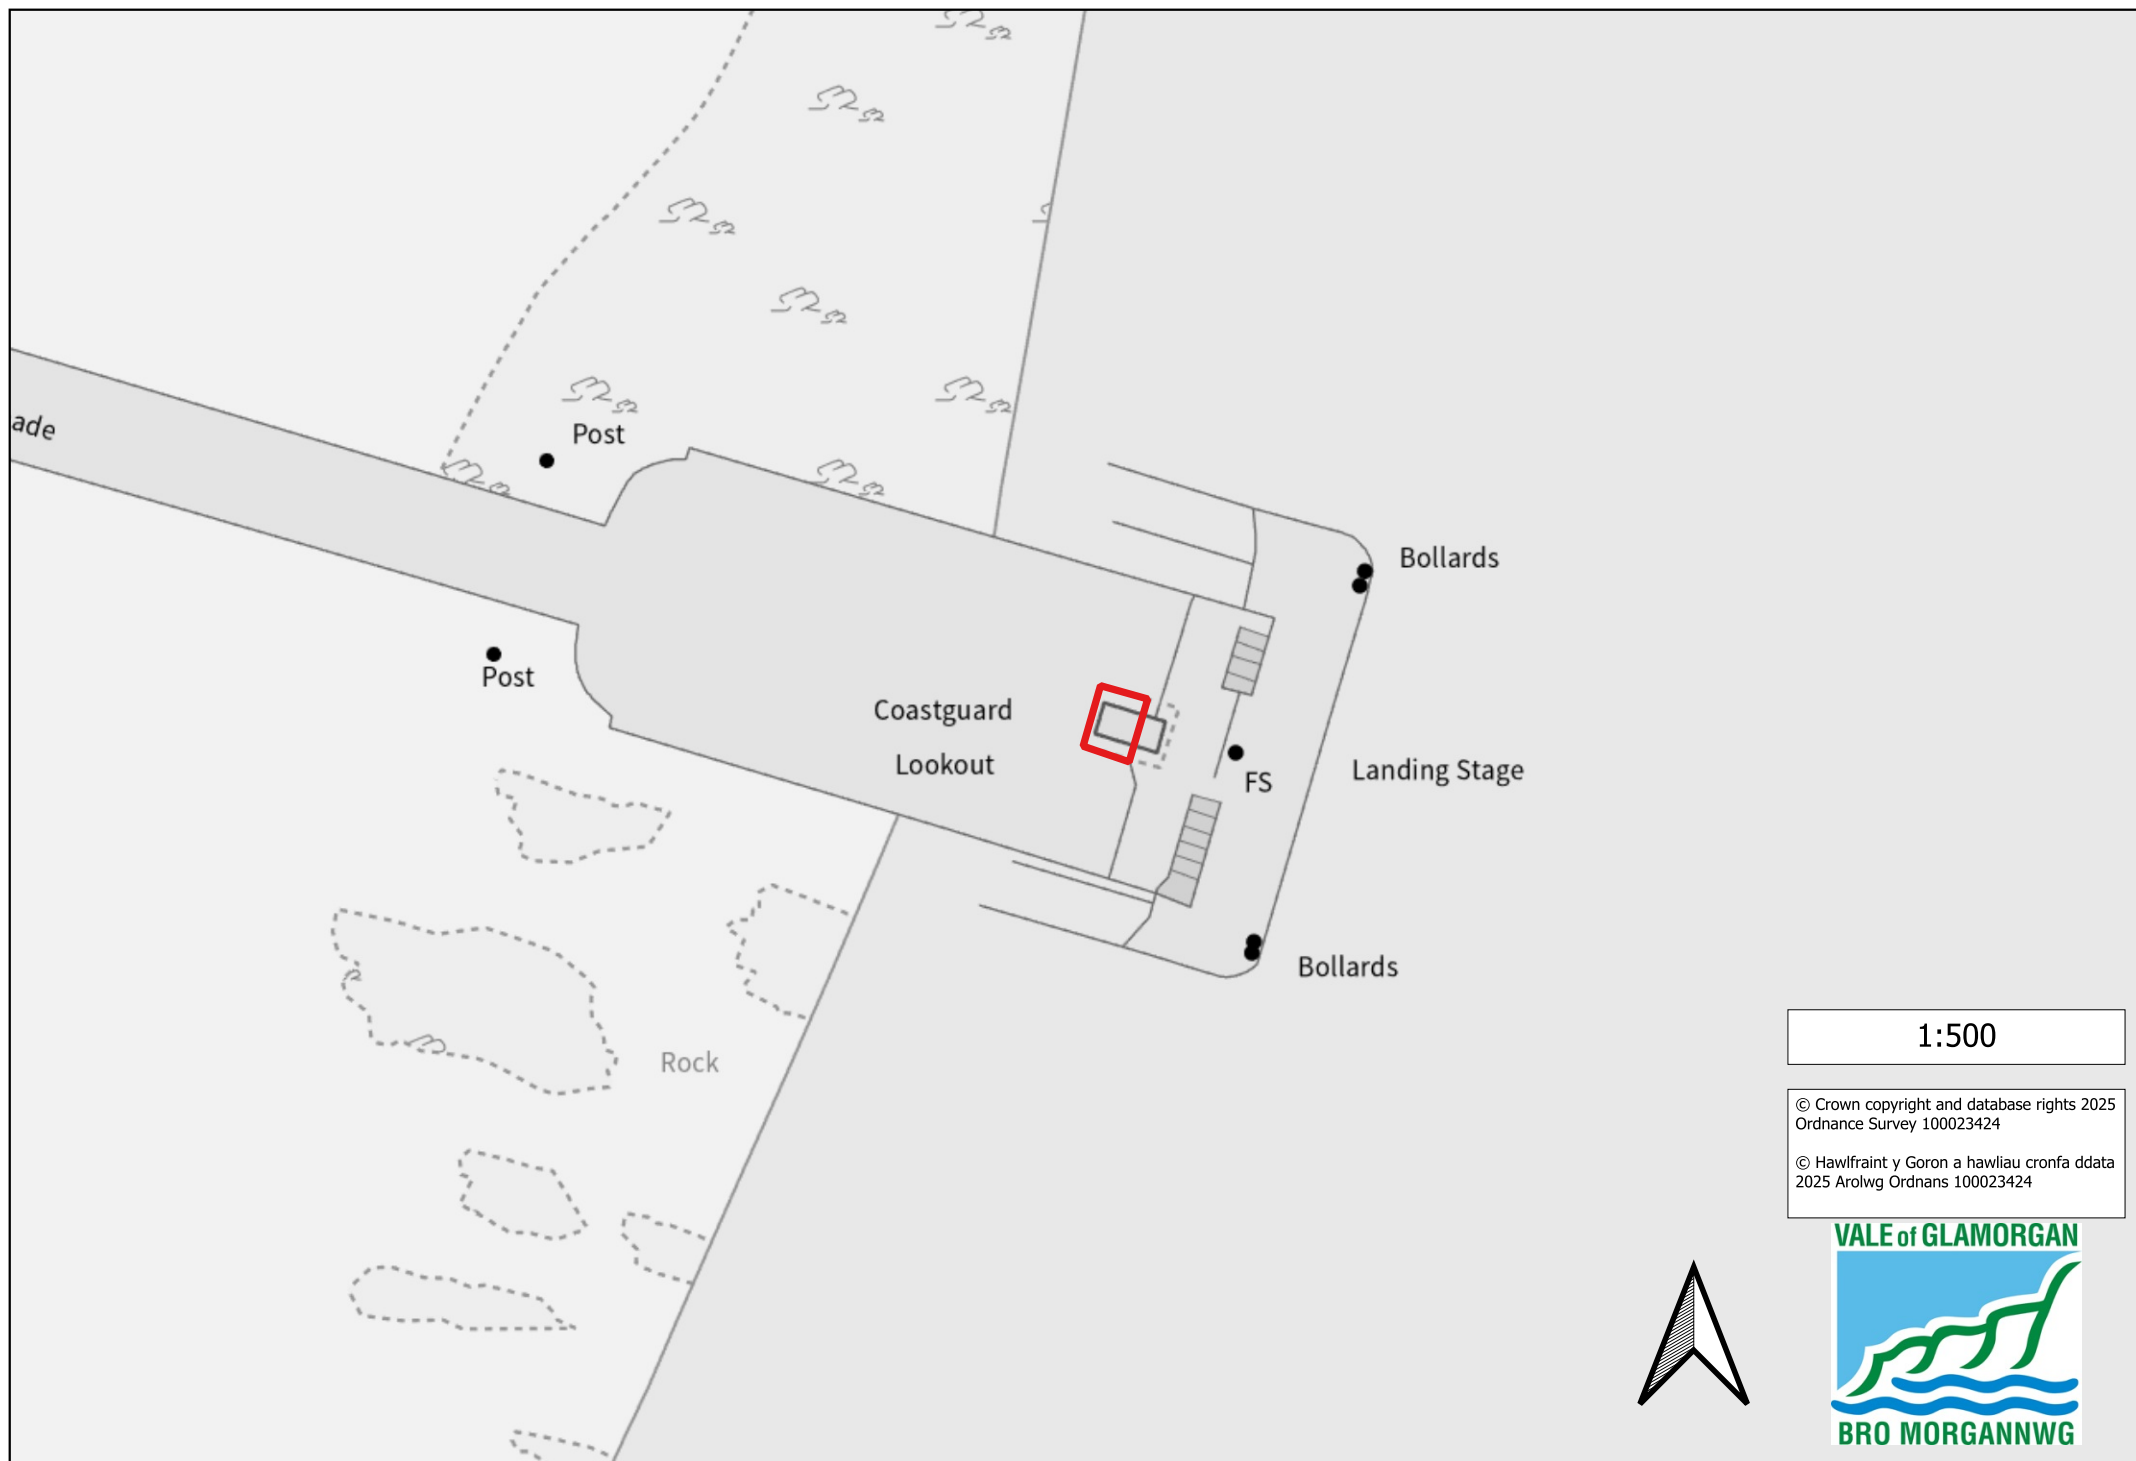 ade
Post
Post
Bollards
Coastguard
Lookout
FS
Landing Stage
Bollards
Rock
1:500
© Crown copyright and database rights 2025
Ordnance Survey 100023424
© Hawlfraint y Goron a hawliau cronfa ddata
2025 Arolwg Ordnans 100023424
VALE of GLAMORGAN
BRO MORGANNWG